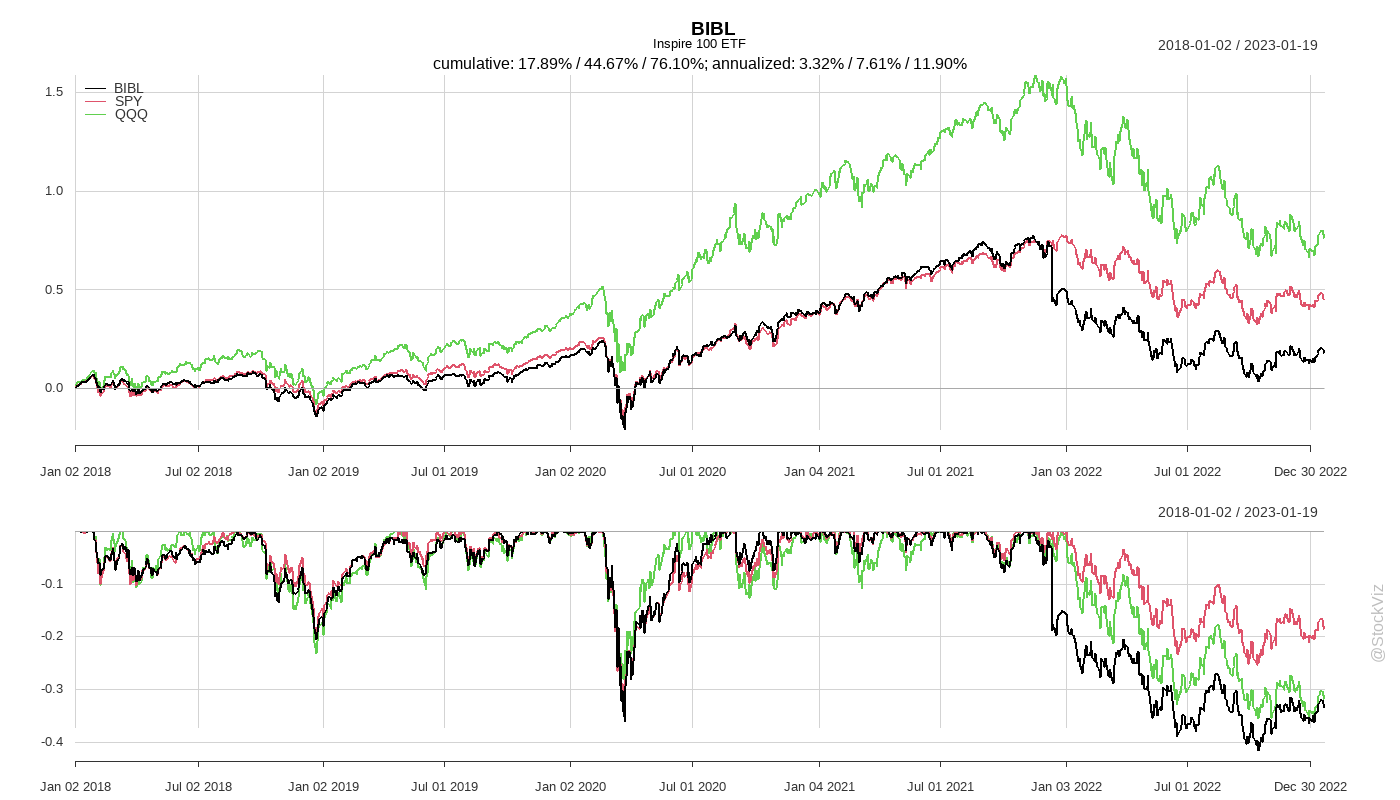 BIBL
Inspire 100 ETF
2018-01-02 / 2023-01-19
cumulative: 17.89% / 44.67% / 76.10%; annualized: 3.32% / 7.61% / 11.90%
BIBL
SPY
QQQ
1.5
1.0
0.5
0.0
Jan 02 2018 Jul 02 2018 Jan 02 2019 Jul 01 2019 Jan 02 2020 Jul 01 2020 Jan 04 2021 Jul 01 2021 Jan 03 2022 Jul 01 2022 Dec 30 2022
2018-01-02 / 2023-01-19
-0.1
-0.2
-0.3
-0.4
Jan 02 2018 Jul 02 2018 Jan 02 2019 Jul 01 2019 Jan 02 2020 Jul 01 2020 Jan 04 2021 Jul 01 2021 Jan 03 2022 Jul 01 2022 Dec 30 2022
@StockViz